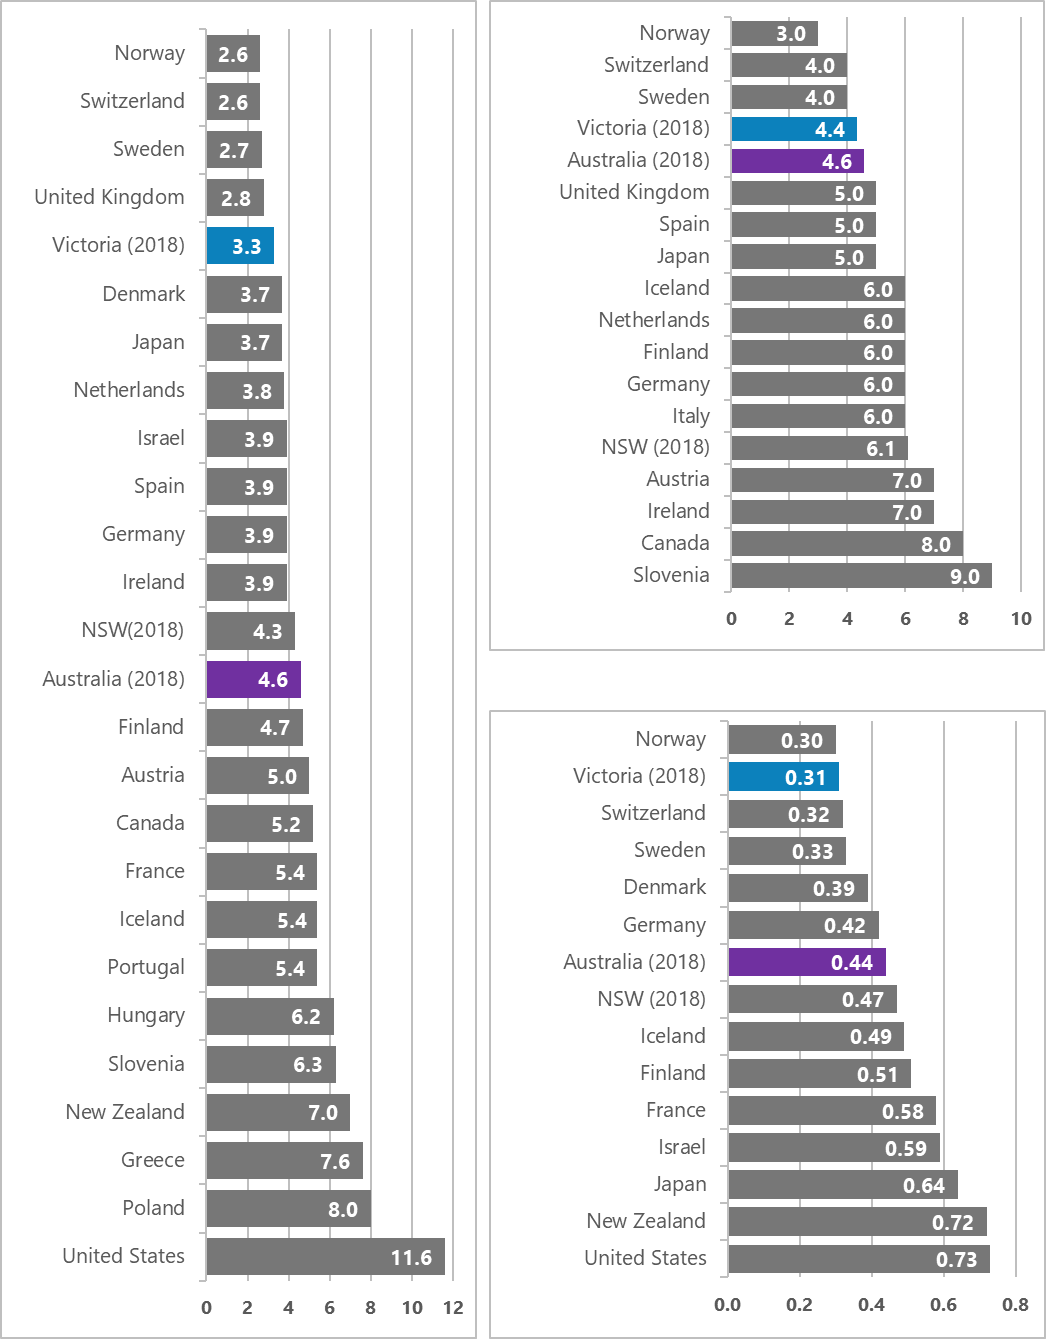 Norway 2.6
Switzerland 2.6
Sweden 2.7
United Kingdom 2.8
Victoria (2018) 3.3
Denmark 3.7
Japan 3.7
Netherlands 3.8
Israel 3.9
Spain 3.9
Germany 3.9
Ireland 3.9
NSW(2018) 4.3
Australia (2018) 4.6
Finland 4.7
Austria 5.0
Canada 5.2
France 5.4
Iceland 5.4
Portugal 5.4
Hungary 6.2
Slovenia 6.3
New Zealand 7.0
Greece 7.6
Poland 8.0
United States 11.6
0 2 4 6 8 10 12
Norway 3.0
Switzerland 4.0
Sweden 4.0
Victoria (2018) 4.4
Australia (2018) 4.6
United Kingdom 5.0
Spain 5.0
Japan 5.0
Iceland 6.0
Netherlands 6.0
Finland 6.0
Germany 6.0
Italy 6.0
NSW (2018) 6.1
Austria 7.0
Ireland 7.0
Canada 8.0
Slovenia 9.0
0 2 4 6 8 10
Norway 0.30
Victoria (2018) 0.31
Switzerland 0.32
Sweden 0.33
Denmark 0.39
Germany 0.42
Australia (2018) 0.44
NSW (2018) 0.47
Iceland 0.49
Finland 0.51
France 0.58
Israel 0.59
Japan 0.64
New Zealand 0.72
United States 0.73
0.0 0.2 0.4 0.6 0.8